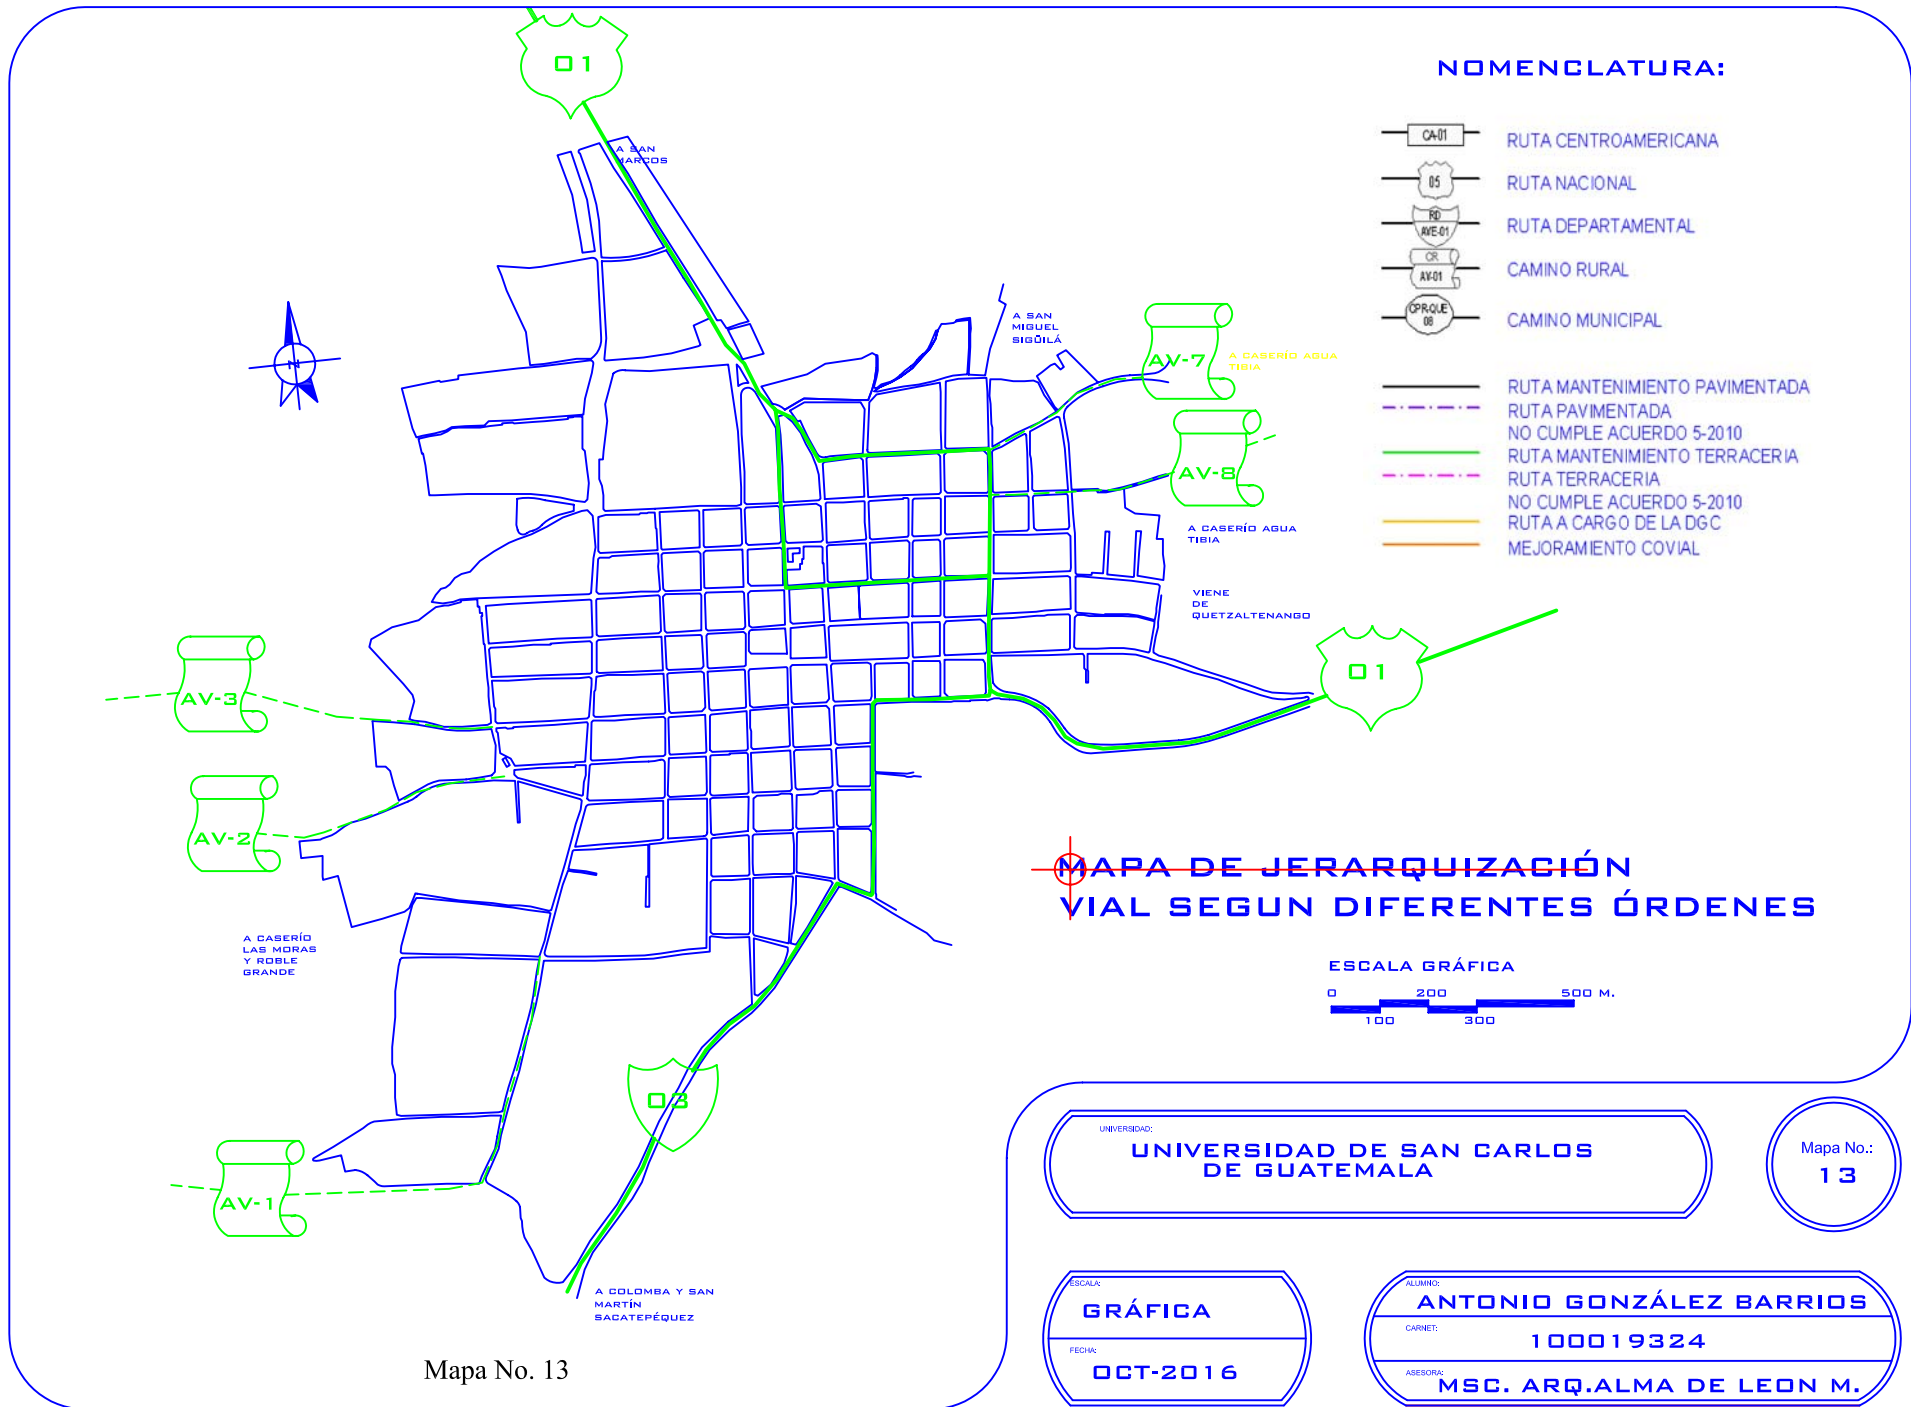 01
NOMENCLATURA:
CA-01
RUTA CENTROAMERICANA
05
RUTA NACIONAL
RD
AVE-01
RUTA DEPARTAMENTAL
CR
AV-01
CAMINO RURAL
CPR-QUE
08
CAMINO MUNICIPAL
RUTA MANTENIMIENTO PAVIMENTADA
RUTA PAVIMENTADA
NO CUMPLE ACUERDO 5-2010
RUTA MANTENIMIENTO TERRACERIA
RUTA TERRACERIA
NO CUMPLE ACUERDO 5-2010
RUTA A CARGO DE LA DGC
MEJORAMIENTO COVIAL
A SAN
MARCOS
N
A SAN
MIGUEL
SIGÜILÁ
AV-7
A CASERÍO AGUA
TIBIA
AV-8
A CASERÍO AGUA
TIBIA
VIENE
DE
QUETZALTENANGO
01
AV-3
AV-2
A CASERÍO
LAS MORAS
Y ROBLE
GRANDE
MAPA DE JERARQUIZACIÓN
VIAL SEGUN DIFERENTES ÓRDENES
ESCALA GRÁFICA
0 200 500 M.
100 300
03
AV-1
A COLOMBA Y SAN
MARTÍN
SACATEPÉQUEZ
Mapa No. 13
UNIVERSIDAD:
UNIVERSIDAD DE SAN CARLOS
DE GUATEMALA
Mapa No.:
13
ESCALA:
GRÁFICA
FECHA:
OCT-2016
ALUMNO:
ANTONIO GONZÁLEZ BARRIOS
CARNET:
100019324
ASESORA:
MSC. ARQ.ALMA DE LEON M.